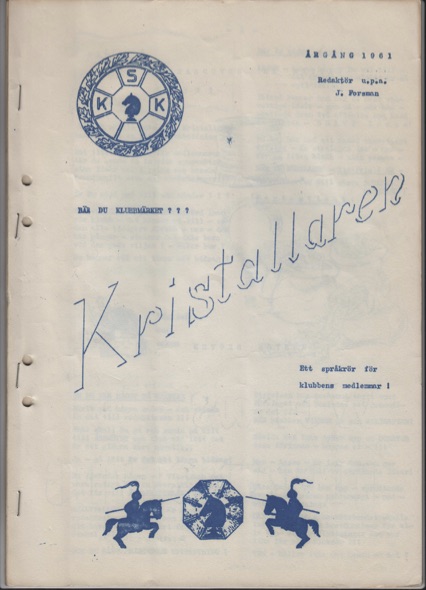 ÅRGÅNG 1961
Redaktör u.p.a.
J. Forsman
S
K K
BÄR DU KLUBBMÄRKET ? ? ?
Kristallaren
Ett språkrör för
klubbens medlemmar !